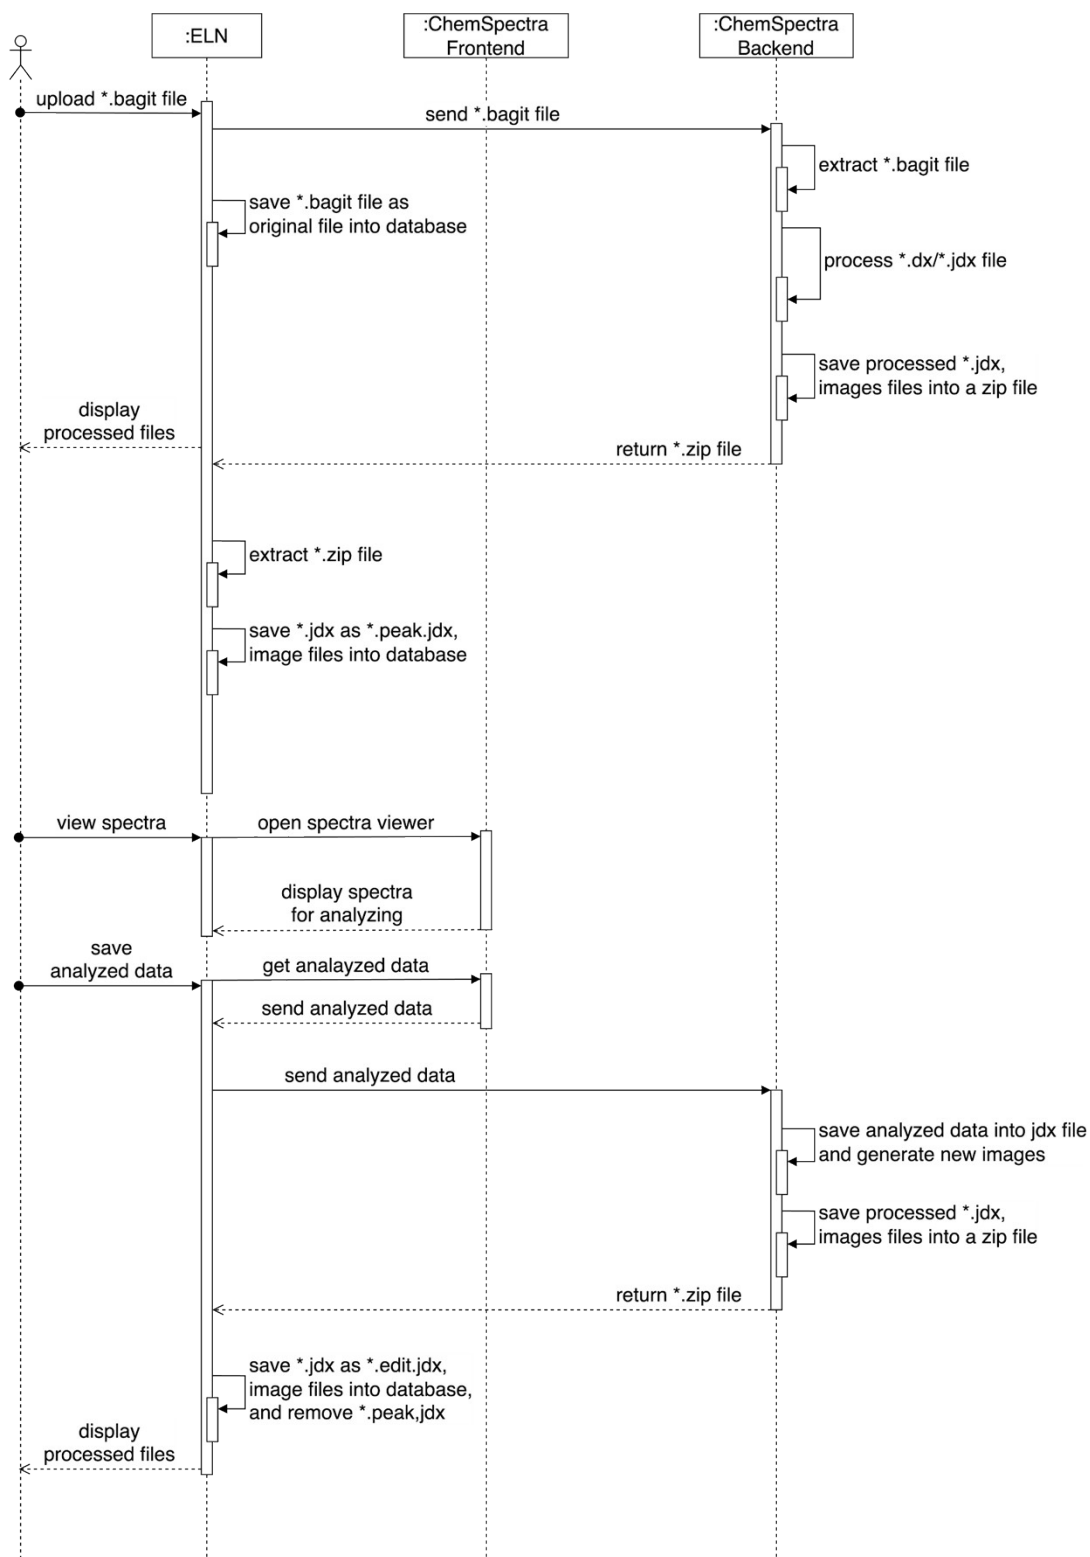 :ELN
:ChemSpectra
Frontend
:ChemSpectra
Backend
upload *.bagit file
send *.bagit file
extract *.bagit file
save *.bagit file as
original file into database
process *.dx/*.jdx file
save processed *.jdx,
images files into a zip file
display
processed files
return *.zip file
extract *.zip file
save *.jdx as *.peak.jdx,
image files into database
view spectra
open spectra viewer
display spectra
for analyzing
save
analyzed data
get analayzed data
send analyzed data
send analyzed data
save analyzed data into jdx file
and generate new images
save processed *.jdx,
images files into a zip file
return *.zip file
save *.jdx as *.edit.jdx,
image files into database,
and remove *.peak,jdx
display
processed files